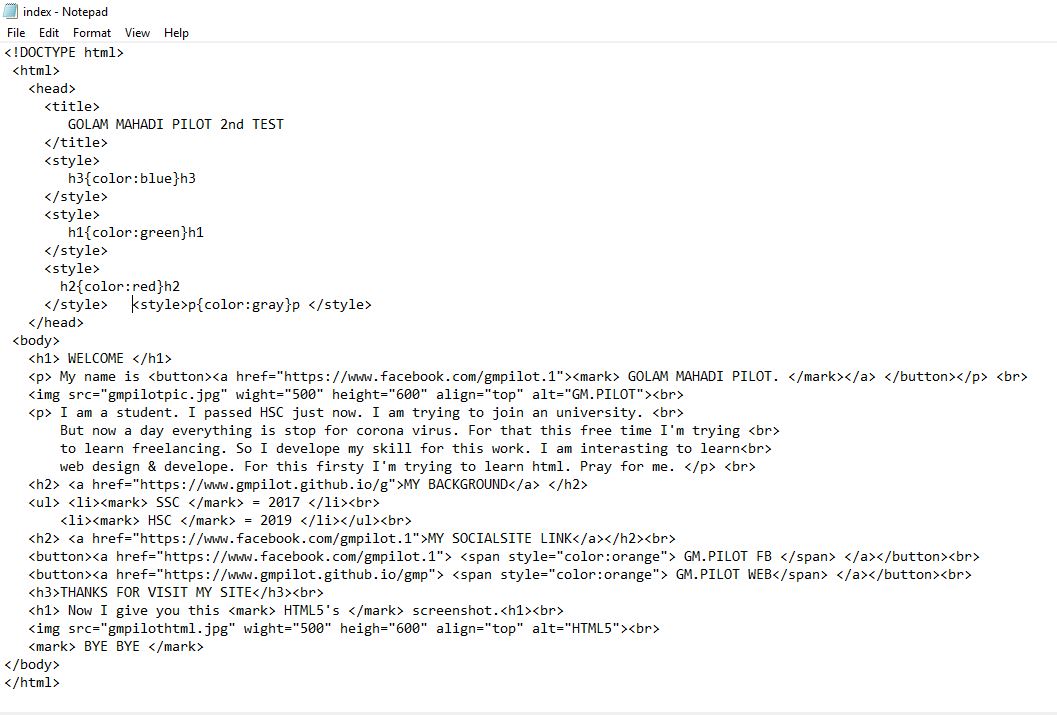 index - Notepad
File Edit Format View Help
<!DOCTYPE html>
<html>
<head>
<title>
GOLAM MAHADI PILOT 2nd TEST
</title>
<style>
h3{color:blue}h3
</style>
<style>
h1{color:green}h1
</style>
<style>
h2{color:red}h2
</style> <style>p{color:gray}p </style>
</head>
<body>
<h1> WELCOME </h1>
<p> My name is <button><a href="https://www.facebook.com/gmpilot.1"><mark> GOLAM MAHADI PILOT. </mark></a> </button></p> <br>
<img src="gmpilotpic.jpg" wight="500" height="600" align="top" alt="GM.PILOT"><br>
<p> I am a student. I passed HSC just now. I am trying to join an university. <br>
But now a day everything is stop for corona virus. For that this free time I'm trying <br>
to learn freelancing. So I develope my skill for this work. I am interasting to learn<br>
web design & develope. For this firsty I'm trying to learn html. Pray for me. </p> <br>
<h2> <a href="https://www.gmpilot.github.io/g">MY BACKGROUND</a> </h2>
<ul> <li><mark> SSC </mark> = 2017 </li><br>
<li><mark> HSC </mark> = 2019 </li></ul><br>
<h2> <a href="https://www.facebook.com/gmpilot.1">MY SOCIALSITE LINK</a></h2><br>
<button><a href="https://www.facebook.com/gmpilot.1"> <span style="color:orange"> GM.PILOT FB </span> </a></button><br>
<button><a href="https://www.gmpilot.github.io/gmp"> <span style="color:orange"> GM.PILOT WEB</span> </a></button><br>
<h3>THANKS FOR VISIT MY SITE</h3><br>
<h1> Now I give you this <mark> HTML5's </mark> screenshot.<h1><br>
<img src="gmpilothtml.jpg" wight="500" heigh="600" align="top" alt="HTML5"><br>
<mark> BYE BYE </mark>
</body>
</html>